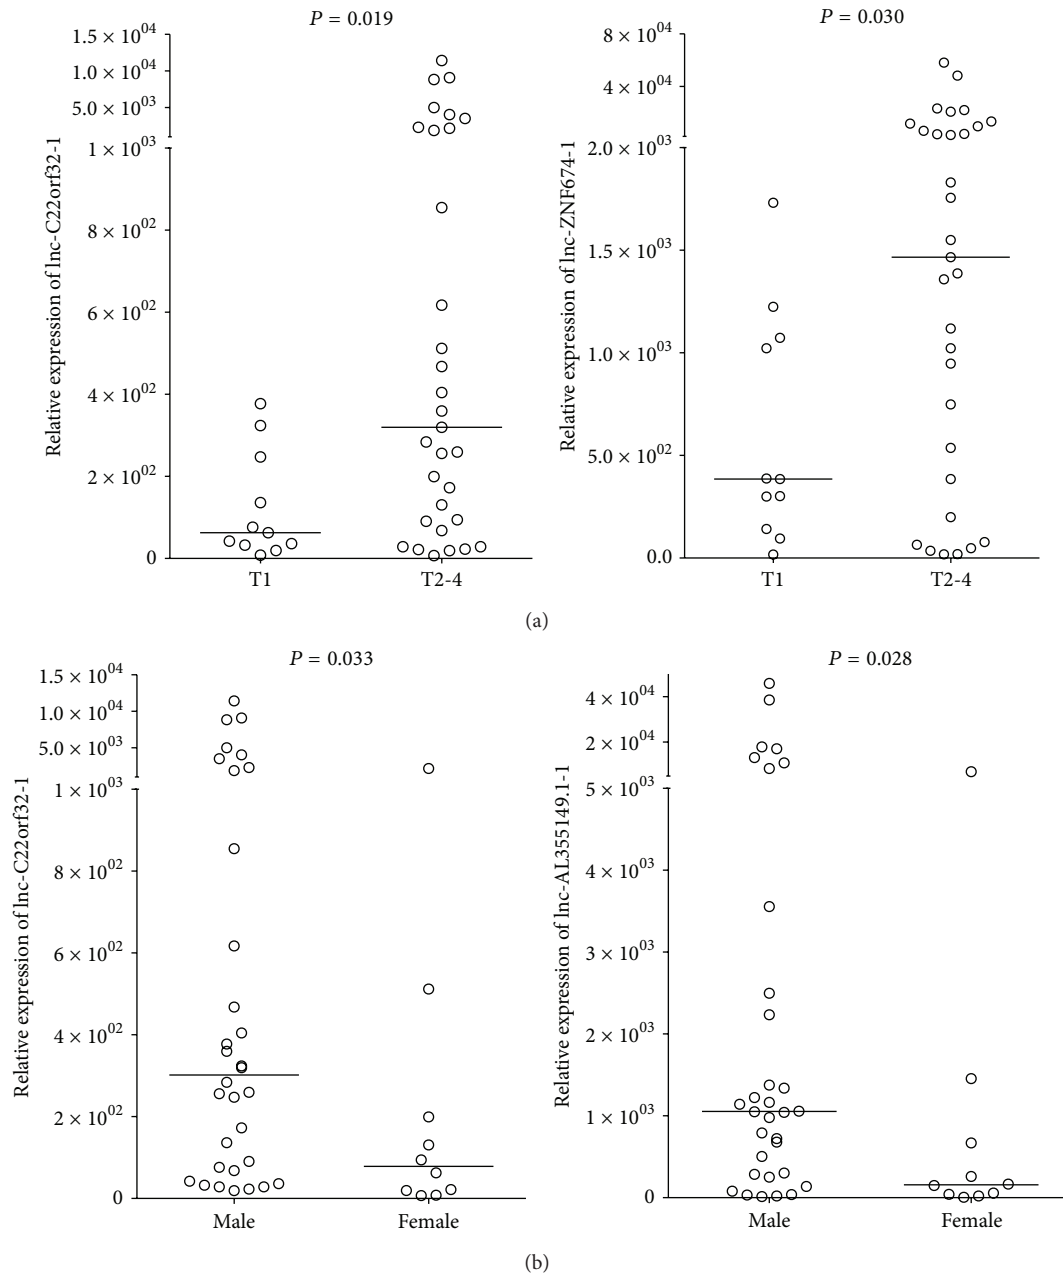 P = 0.019
Relative expression of lnc-C22orf32-1
1.5 × 10^04
1.0 × 10^04
5.0 × 10^03
1 × 10^03
8 × 10^02
6 × 10^02
4 × 10^02
2 × 10^02
0
T1 T2-4
P = 0.030
Relative expression of lnc-ZNF674-1
8 × 10^04
4 × 10^04
2.0 × 10^03
1.5 × 10^03
1.0 × 10^03
5.0 × 10^02
0.0
T1 T2-4
(a)
P = 0.033
Relative expression of lnc-C22orf32-1
1.5 × 10^04
1.0 × 10^04
5.0 × 10^03
1 × 10^03
8 × 10^02
6 × 10^02
4 × 10^02
2 × 10^02
0
Male Female
P = 0.028
Relative expression of lnc-AL355149.1-1
4 × 10^04
2 × 10^04
5 × 10^03
4 × 10^03
3 × 10^03
2 × 10^03
1 × 10^03
0
Male Female
(b)